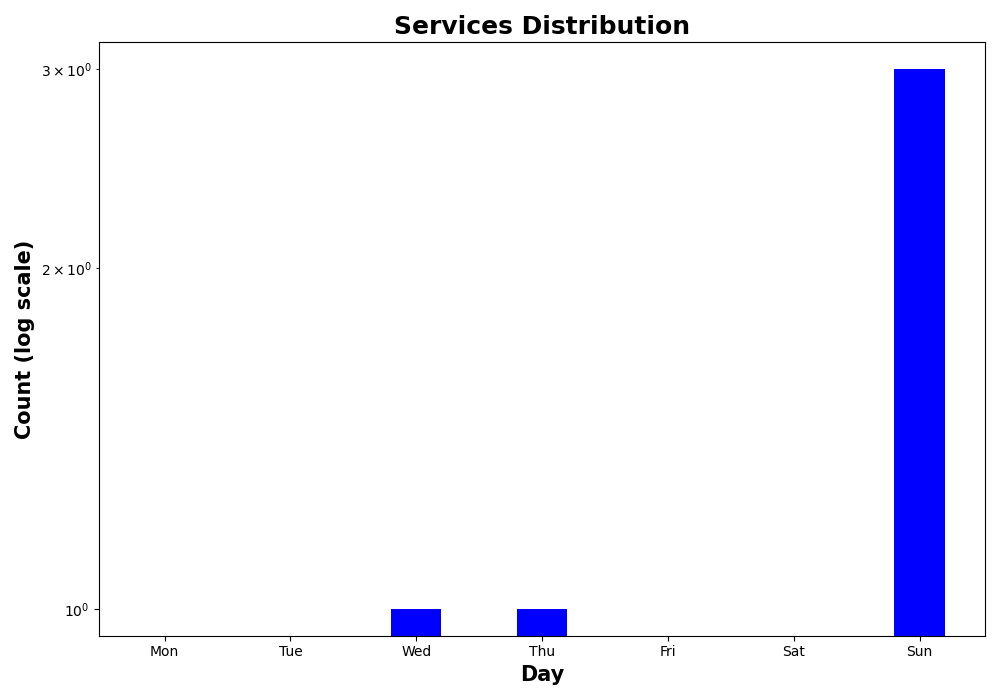 Services Distribution
3 × 10⁰
2 × 10⁰
10⁰
Count (log scale)
Mon Tue Wed Thu Fri Sat Sun
Day